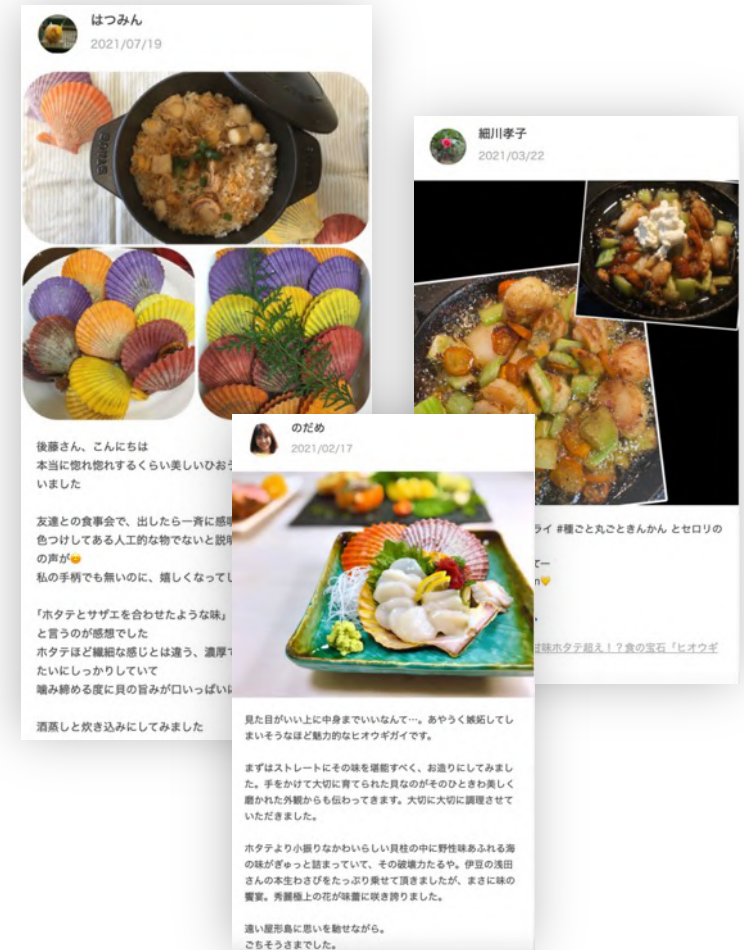 はつみん
2021/07/19
後藤さん、こんにちは
本当に惚れ惚れするくらい美しいひおう
いました
友達との食事会で、出したら一斉に感嘆
色つけしてある人工的な物でないと説明
の声が😊
私の手柄でも無いのに、嬉しくなってし
「ホタテとサザエを合わせたような味」
と言うのが感想でした
ホタテほど繊細な感じとは違う、濃厚で
たいにしっかりしていて
噛み締める度に貝の旨みが口いっぱいに
酒蒸しと炊き込みにしてみました
細川孝子
2021/03/22
ライ #種ごと丸ごときんかん とセロリの
てー
n💛
甘味ホタテ超え！？食の宝石『ヒオウギ
のだめ
2021/02/17
見た目がいい上に中身までいいなんて…。あやうく嫉妬してし
まいそうなほど魅力的なヒオウギガイです。
まずはストレートにその味を堪能すべく、お造りにしてみまし
た。手をかけて大切に育てられた貝なのがそのひときわ美しく
磨かれた外観からも伝わってきます。大切に大切に調理させて
いただきました。
ホタテより小振りなかわいらしい貝柱の中に野性味あふれる海
の味がぎゅっと詰まっていて、その破壊力たるや。伊豆の浅田
さんの本生わさびをたっぷり乗せて頂きましたが、まさに味の
饗宴。秀麗極上の花が味蕾に咲き誇りました。
遠い屋形島に思いを馳せながら。
ごちそうさまでした。